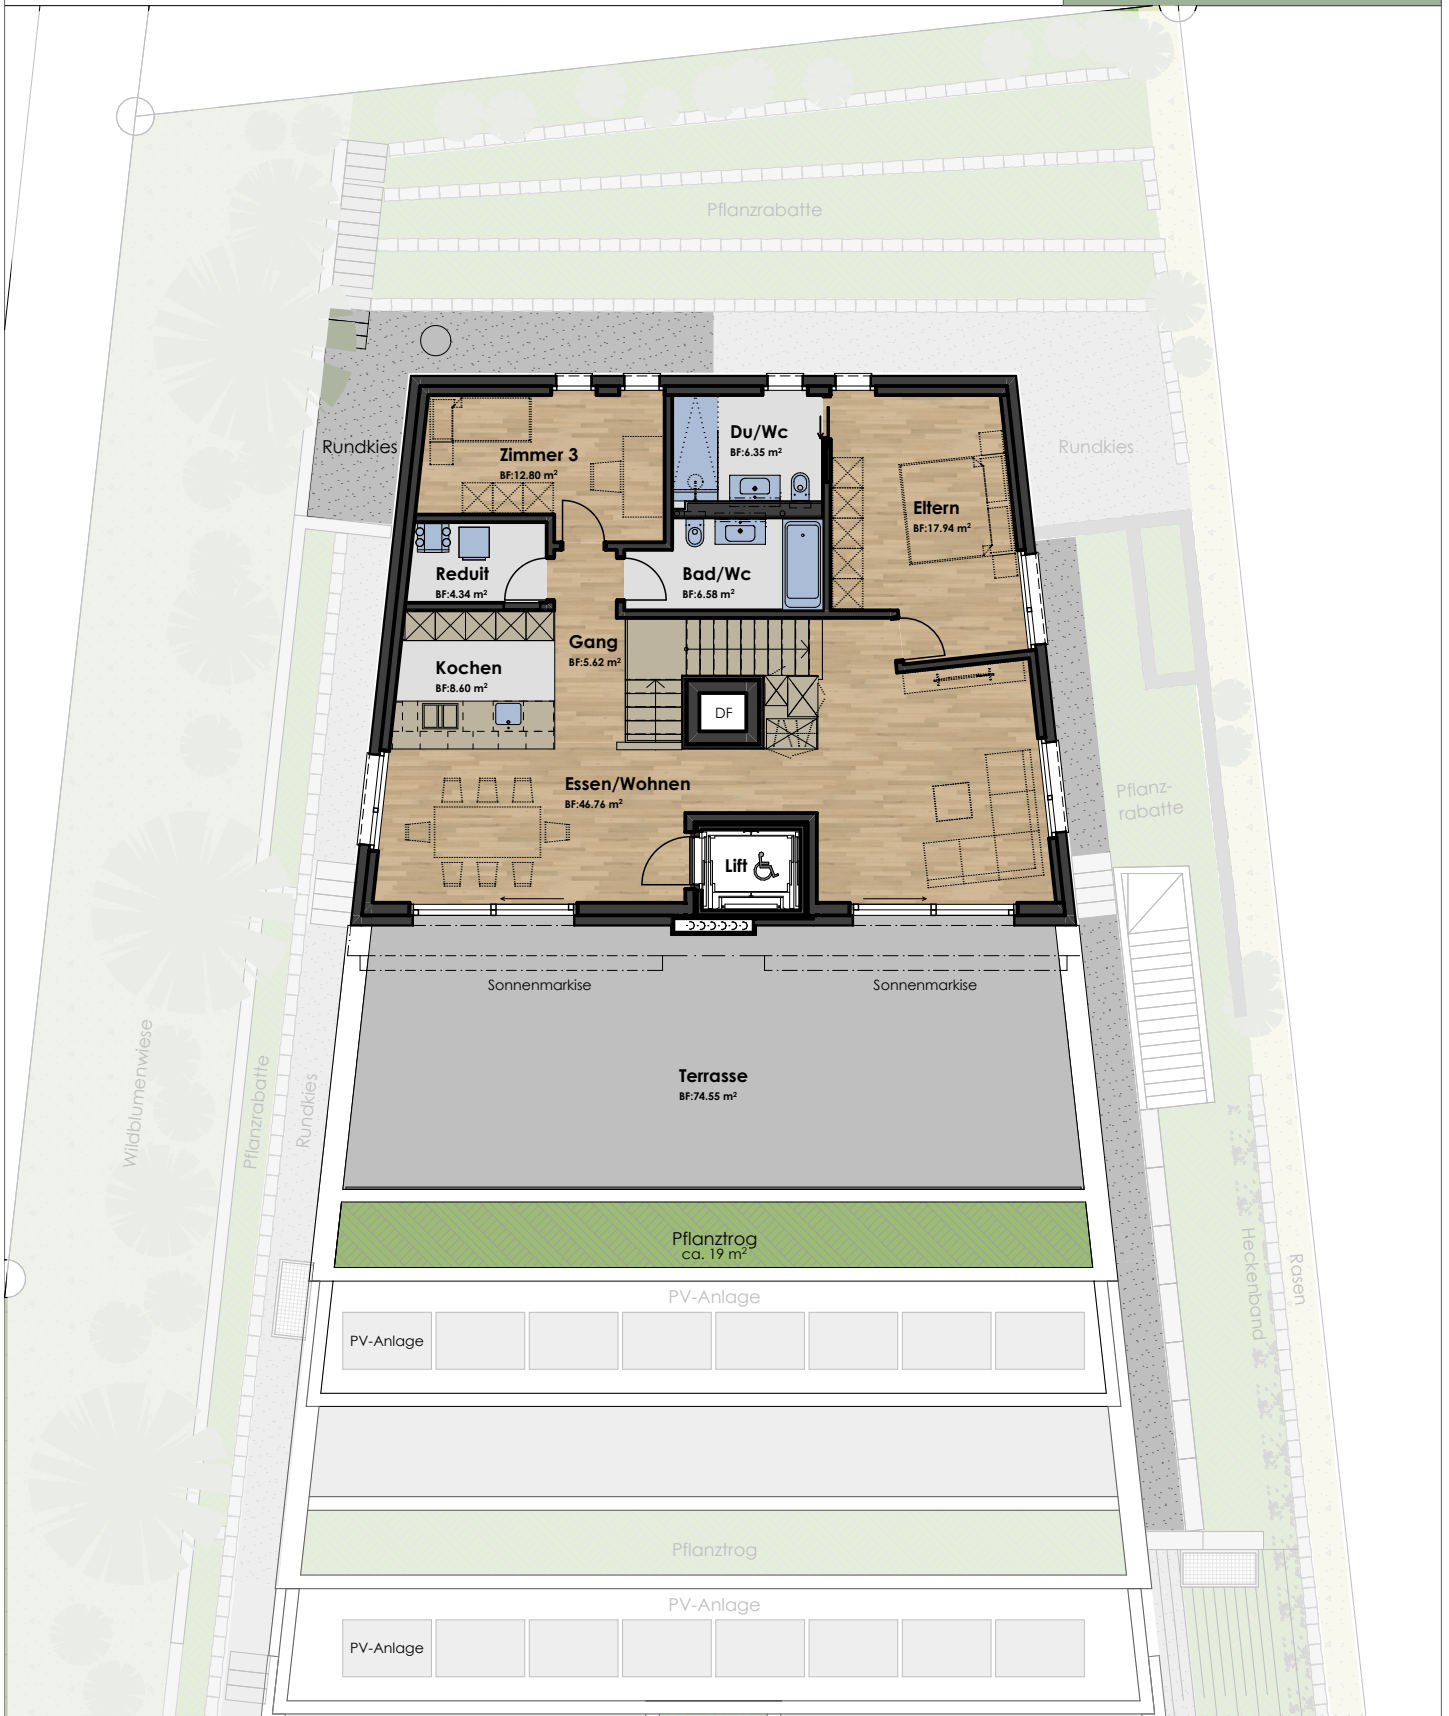 Pflanzrabatte
Rundkies
Rundkies
Zimmer 3
BF:12.80 m²
Du/Wc
BF:6.35 m²
Eltern
BF:17.94 m²
Reduit
BF:4.34 m²
Bad/Wc
BF:6.58 m²
Gang
BF:5.62 m²
Kochen
BF:8.60 m²
DF
Essen/Wohnen
BF:46.76 m²
Pflanz-
rabatte
Lift
Sonnenmarkise
Sonnenmarkise
Terrasse
BF:74.55 m²
Wildblumenwiese
Pflanzrabatte
Rundkies
Pflanztrog
ca. 19 m²
Heckenband
Rasen
PV-Anlage
PV-Anlage
Pflanztrog
PV-Anlage
PV-Anlage